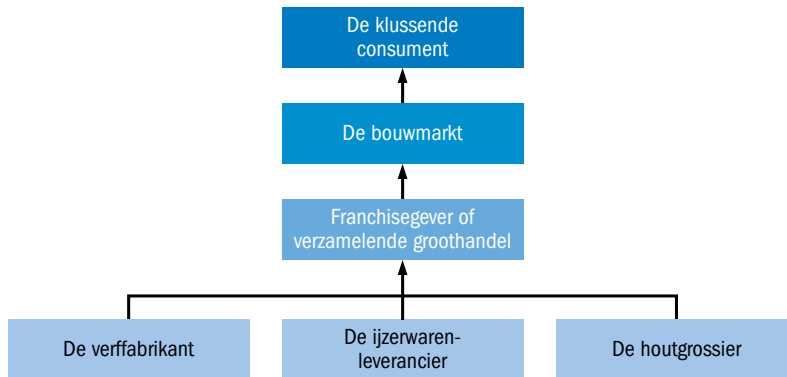 De klussende
consument
De bouwmarkt
Franchisegever of
verzamelende groothandel
De verffabrikant
De ijzerwaren-
leverancier
De houtgrossier